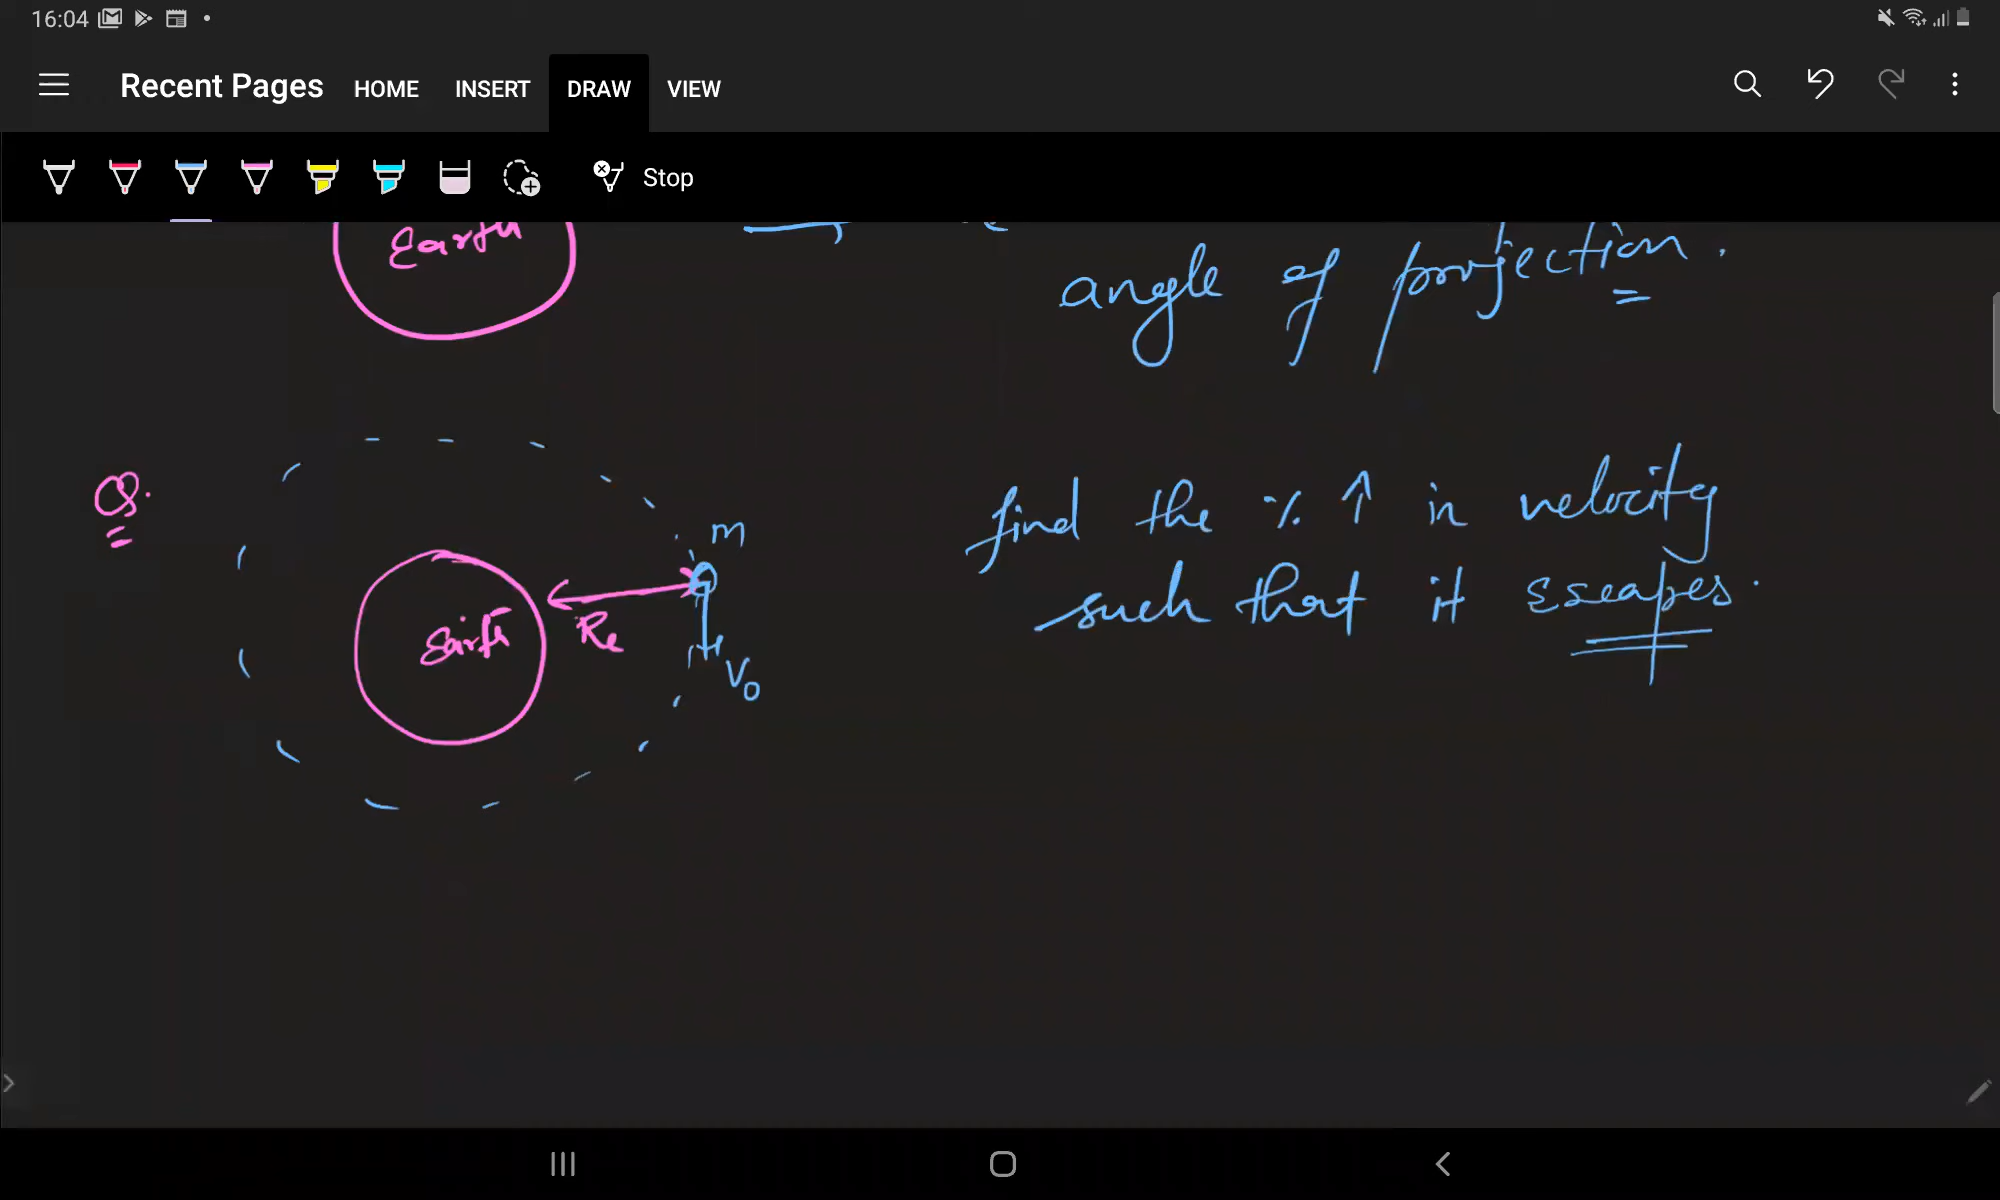 16:04
Recent Pages HOME INSERT DRAW VIEW
Stop
Earth
angle of projection.
Q.
find the % ↑ in velocity
such that it escapes.
m
Earth
Re
V₀